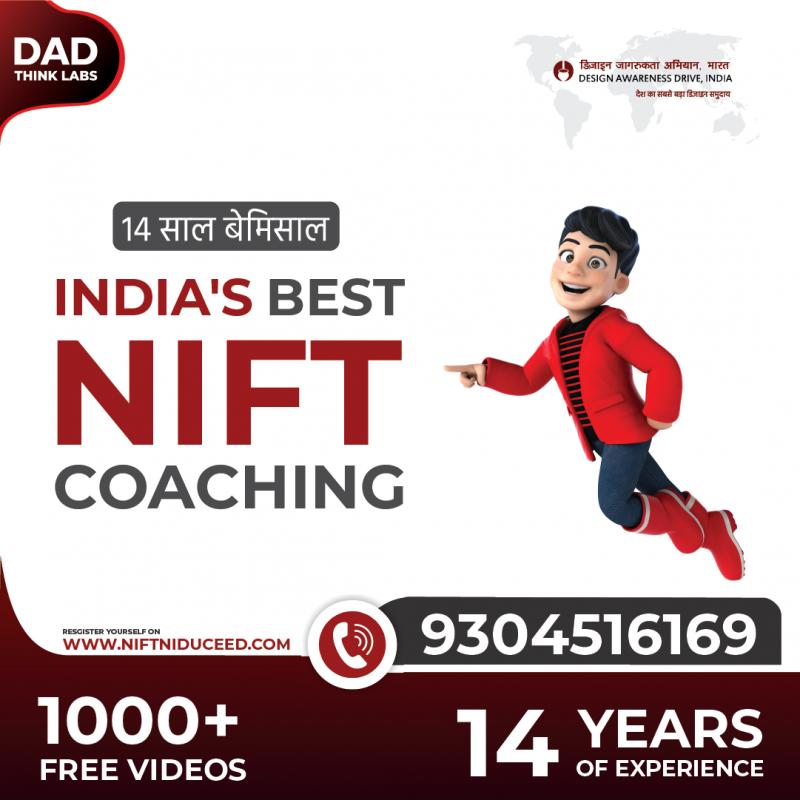 DAD
THINK LABS
डिज़ाइन जागरुकता अभियान, भारत
DESIGN AWARENESS DRIVE, INDIA
देश का सबसे बड़ा डिजाइन समुदाय
14 साल बेमिसाल
INDIA'S BEST
NIFT
COACHING
RESGISTER YOURSELF ON
WWW.NIFTNIDUCEED.COM
9304516169
1000+
FREE VIDEOS
14 YEARS
OF EXPERIENCE